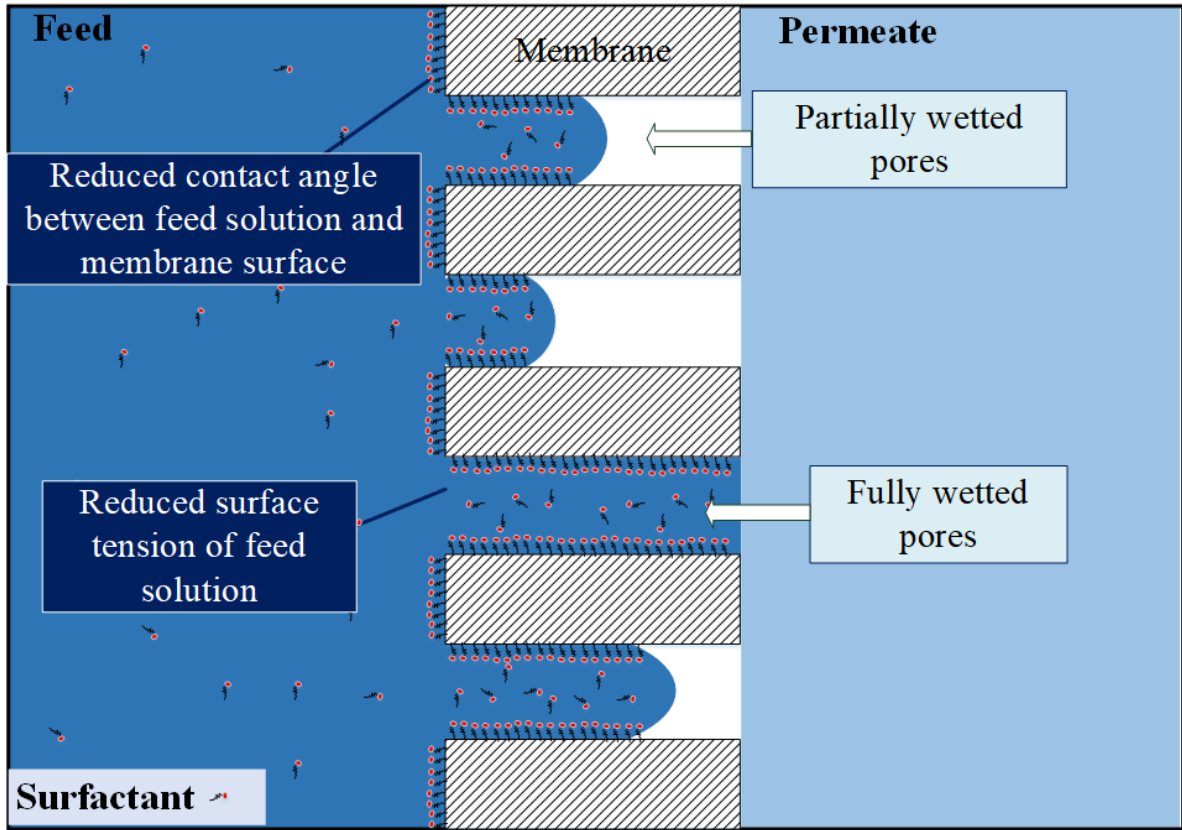 Feed
Membrane
Permeate
Partially wetted
pores
Reduced contact angle
between feed solution and
membrane surface
Reduced surface
tension of feed
solution
Fully wetted
pores
Surfactant